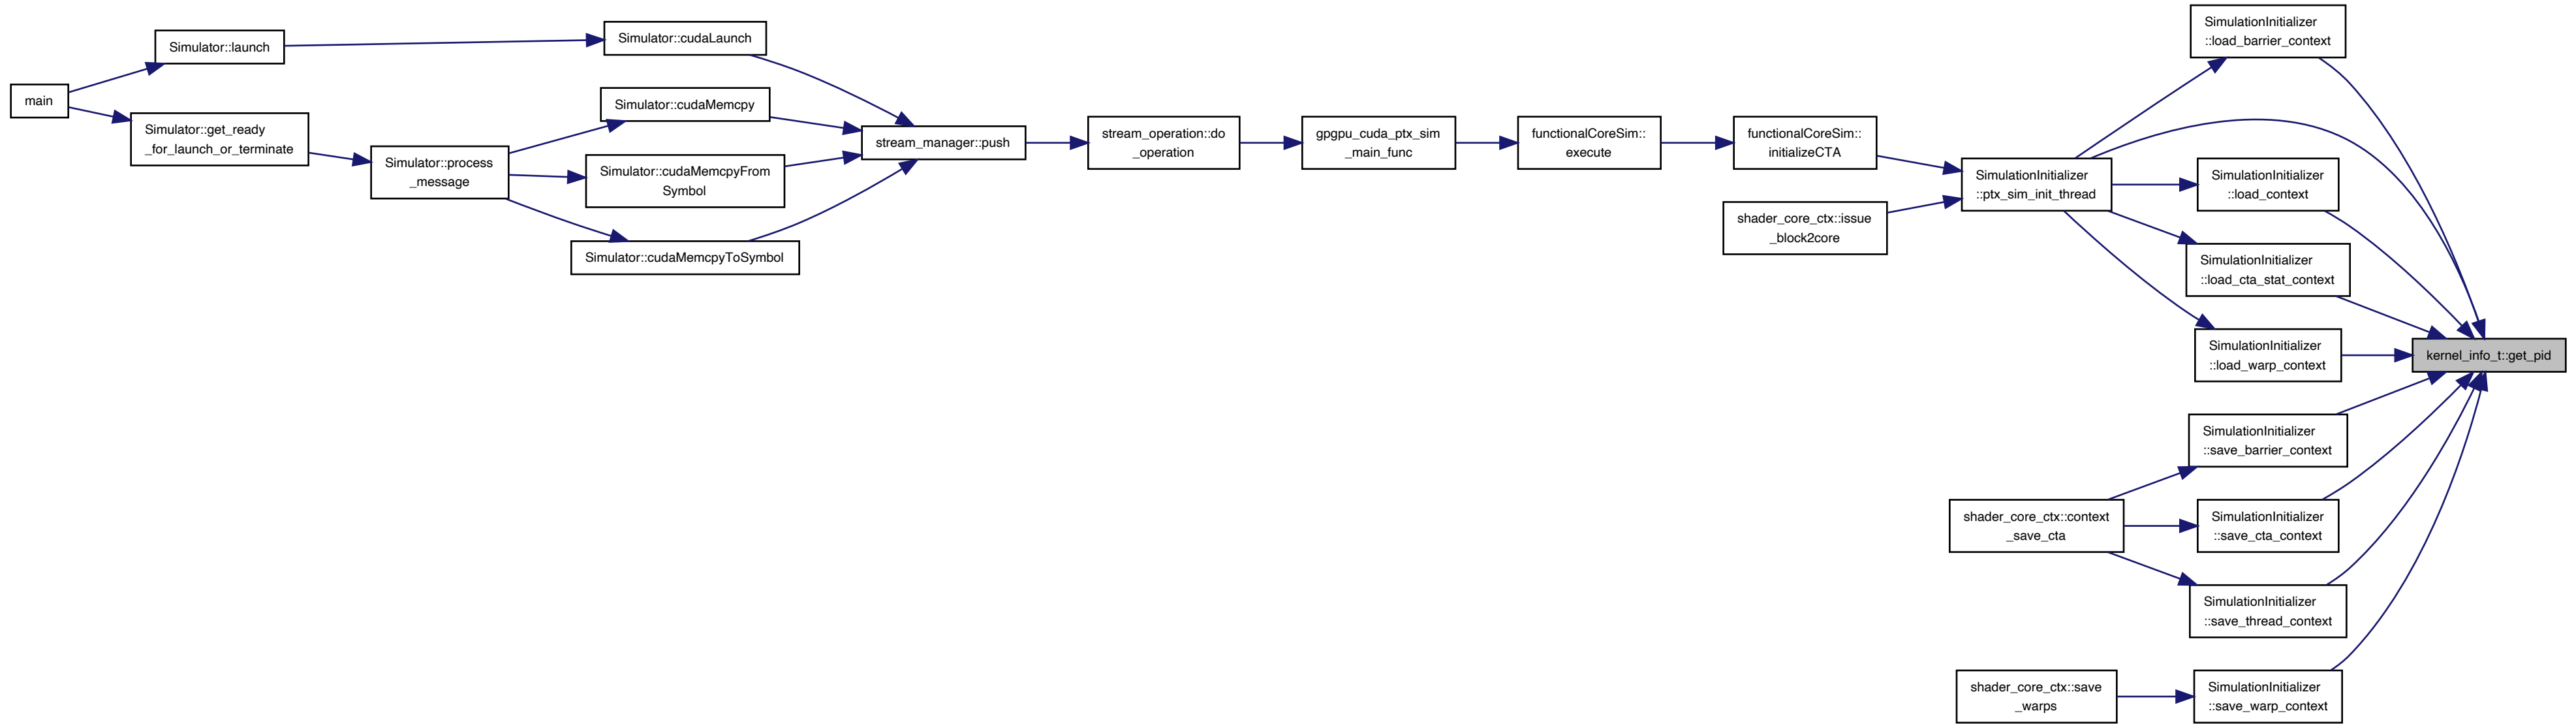 main
Simulator::launch
Simulator::get_ready
_for_launch_or_terminate
Simulator::process
_message
Simulator::cudaLaunch
Simulator::cudaMemcpy
Simulator::cudaMemcpyFrom
Symbol
Simulator::cudaMemcpyToSymbol
stream_manager::push
stream_operation::do
_operation
gpgpu_cuda_ptx_sim
_main_func
functionalCoreSim::
execute
functionalCoreSim::
initializeCTA
shader_core_ctx::issue
_block2core
SimulationInitializer
::ptx_sim_init_thread
shader_core_ctx::context
_save_cta
shader_core_ctx::save
_warps
SimulationInitializer
::load_barrier_context
SimulationInitializer
::load_context
SimulationInitializer
::load_cta_stat_context
SimulationInitializer
::load_warp_context
SimulationInitializer
::save_barrier_context
SimulationInitializer
::save_cta_context
SimulationInitializer
::save_thread_context
SimulationInitializer
::save_warp_context
kernel_info_t::get_pid